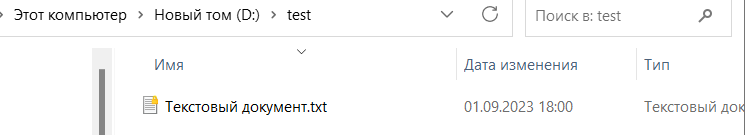 Этот компьютер > Новый том (D:) > test
Поиск в: test
Имя
Дата изменения
Тип
Текстовый документ.txt
01.09.2023 18:00
Текстовый док